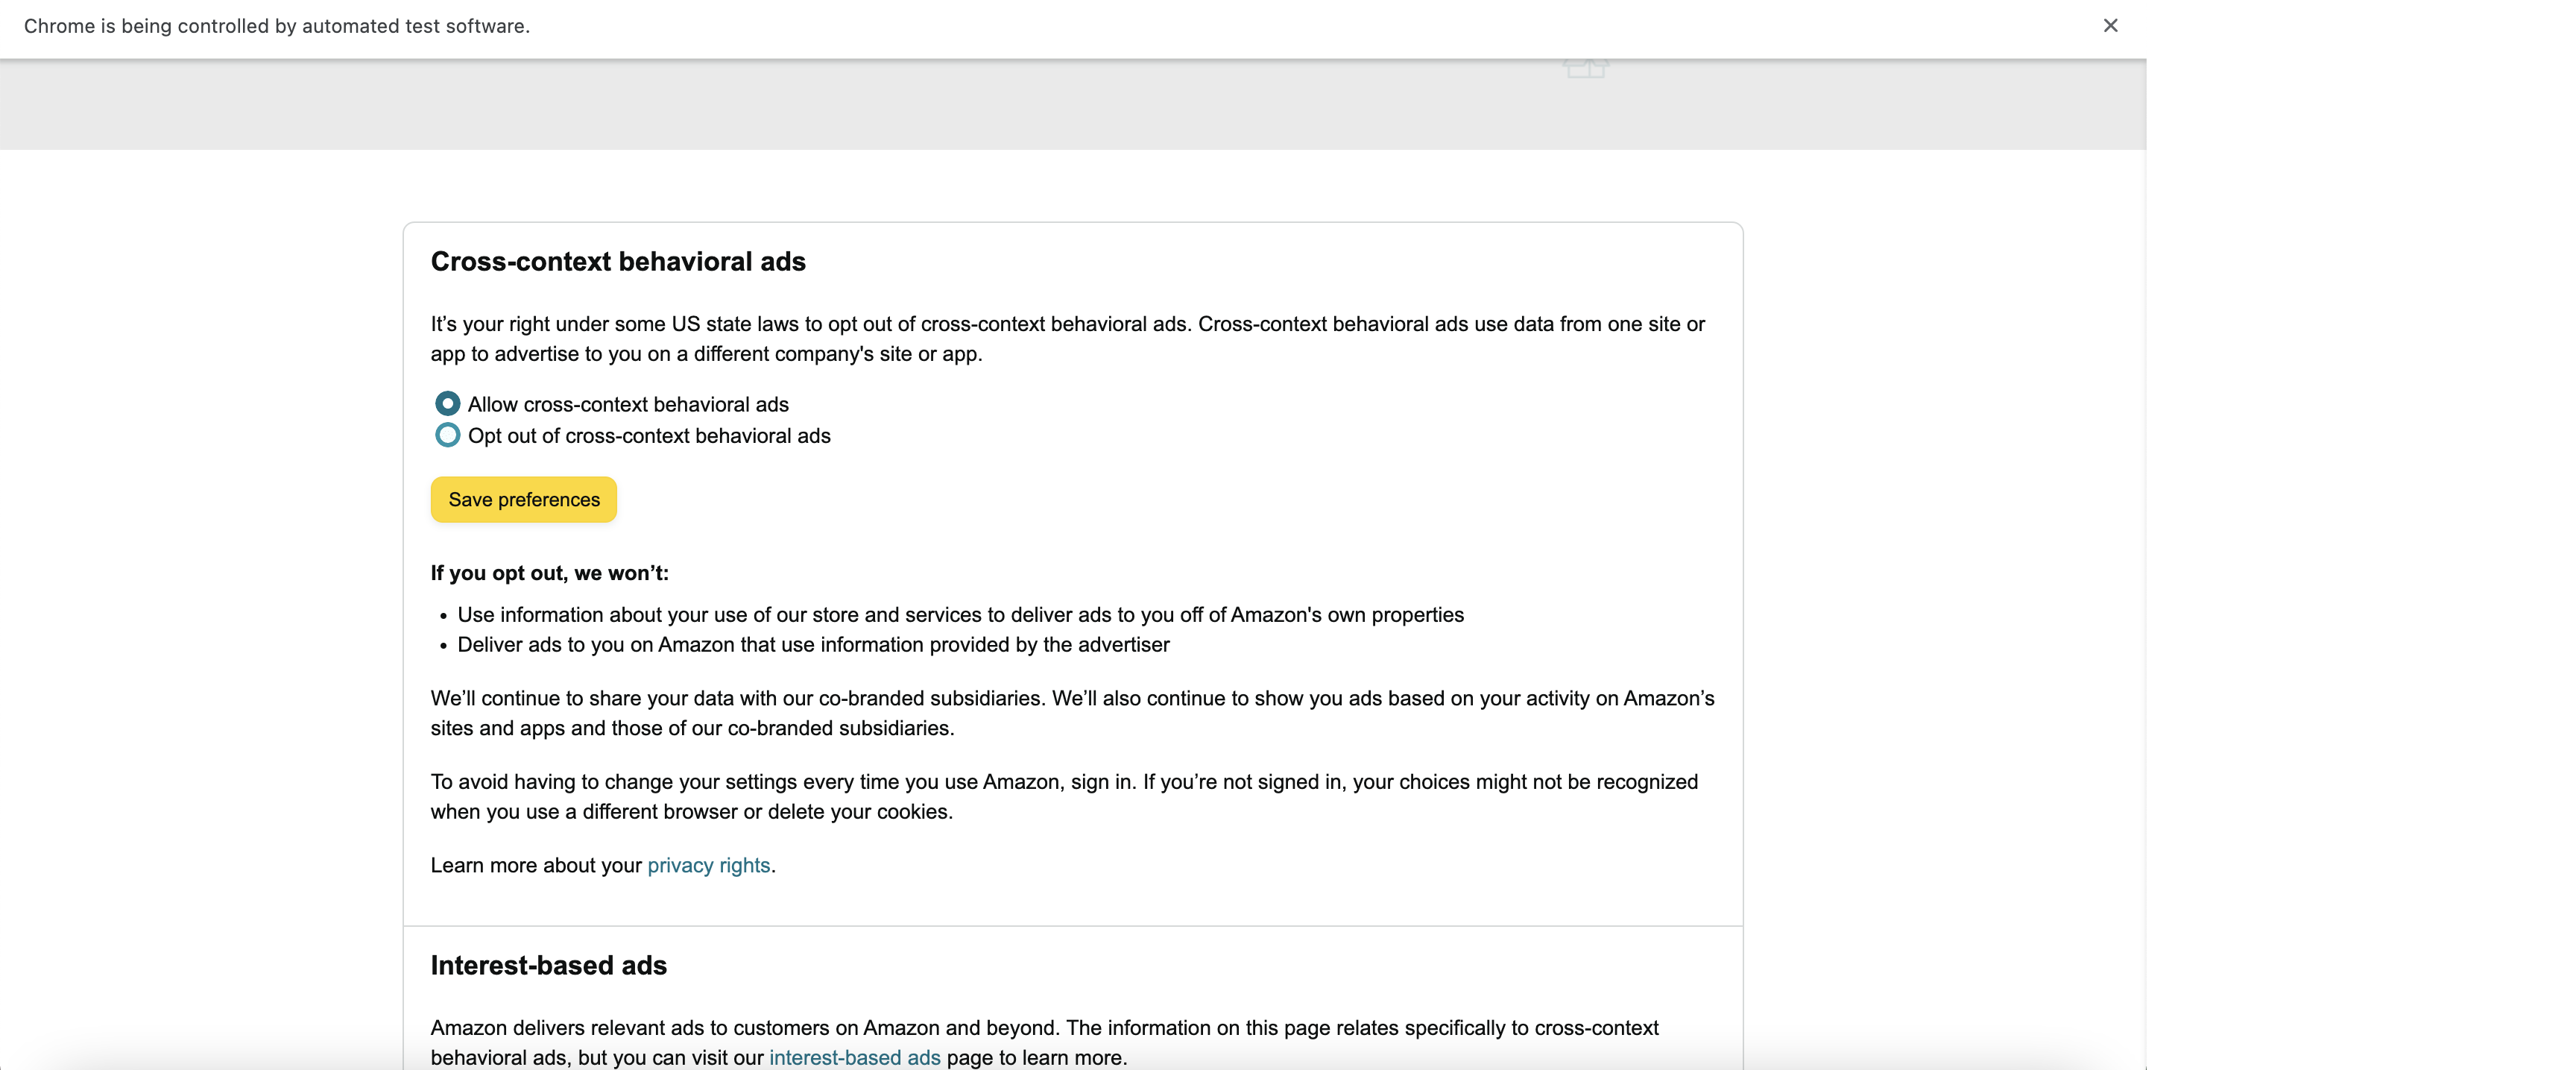 Chrome is being controlled by automated test software.
Cross-context behavioral ads
It’s your right under some US state laws to opt out of cross-context behavioral ads. Cross-context behavioral ads use data from one site or
app to advertise to you on a different company's site or app.
Allow cross-context behavioral ads
Opt out of cross-context behavioral ads
Save preferences
If you opt out, we won’t:
• Use information about your use of our store and services to deliver ads to you off of Amazon's own properties
• Deliver ads to you on Amazon that use information provided by the advertiser
We’ll continue to share your data with our co-branded subsidiaries. We’ll also continue to show you ads based on your activity on Amazon’s
sites and apps and those of our co-branded subsidiaries.
To avoid having to change your settings every time you use Amazon, sign in. If you’re not signed in, your choices might not be recognized
when you use a different browser or delete your cookies.
Learn more about your privacy rights.
Interest-based ads
Amazon delivers relevant ads to customers on Amazon and beyond. The information on this page relates specifically to cross-context
behavioral ads, but you can visit our interest-based ads page to learn more.